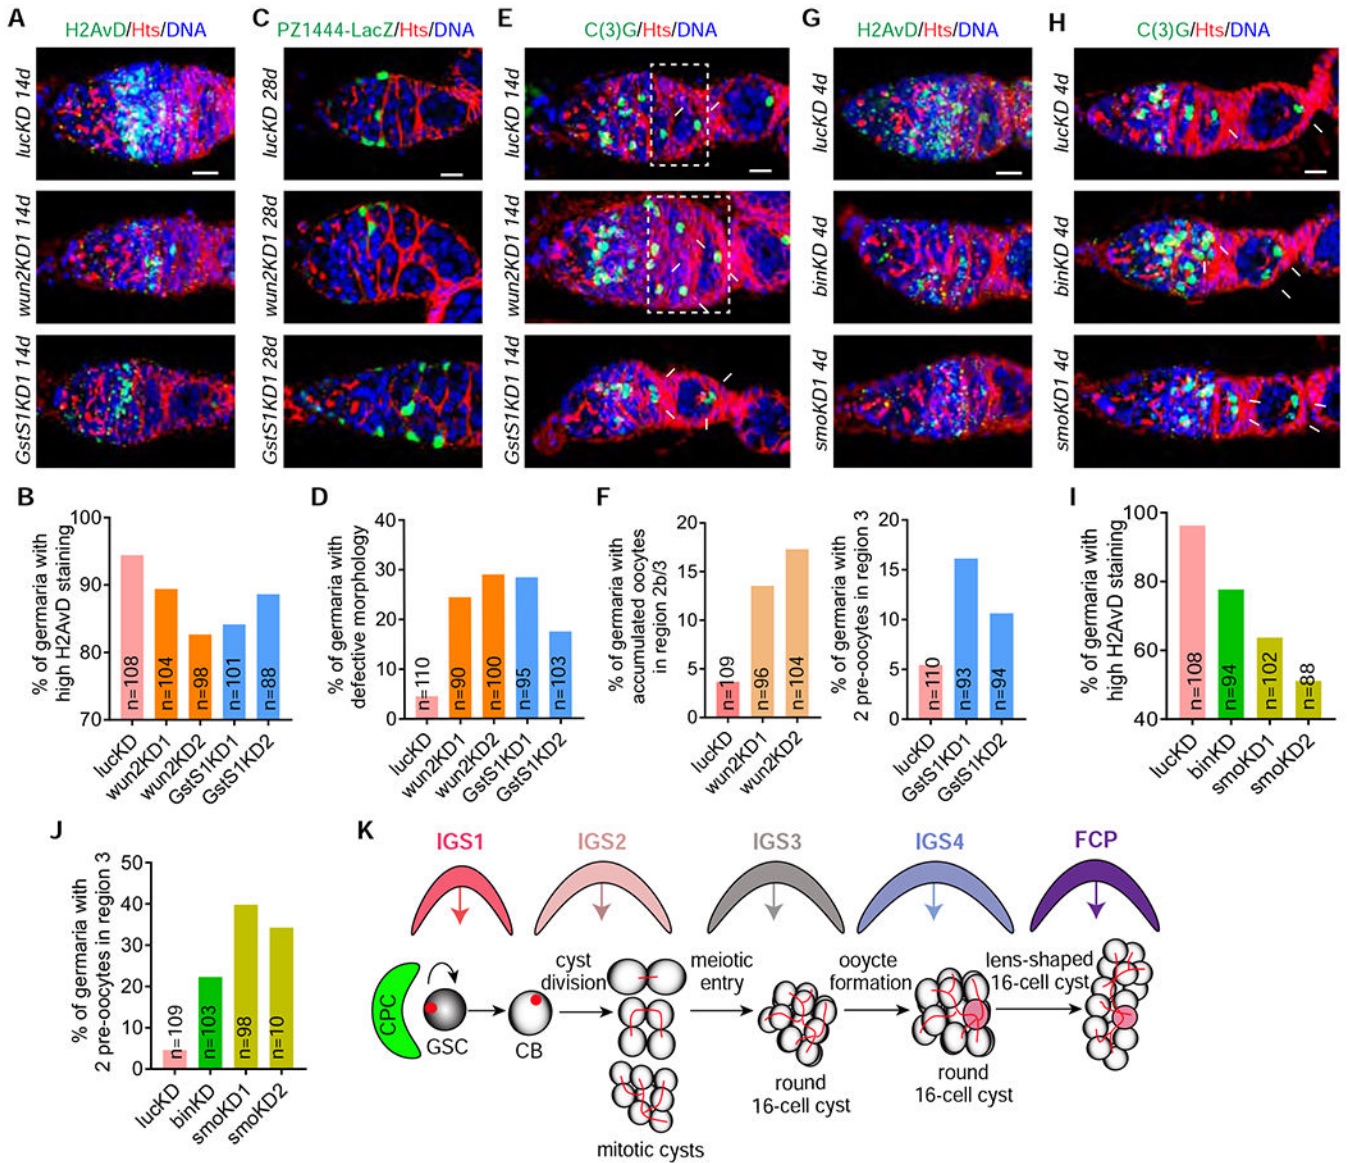 A
H2AvD/Hts/DNA
lucKD 14d
wun2KD1 14d
GstS1KD1 14d
C
PZ1444-LacZ/Hts/DNA
lucKD 28d
wun2KD1 28d
GstS1KD1 28d
E
C(3)G/Hts/DNA
lucKD 14d
wun2KD1 14d
GstS1KD1 14d
G
H2AvD/Hts/DNA
lucKD 4d
binKD 4d
smoKD1 4d
H
C(3)G/Hts/DNA
lucKD 4d
binKD 4d
smoKD1 4d
B
% of germaria with
high H2AvD staining
100
90
80
70
n=108
n=104
n=98
n=101
n=88
lucKD
wun2KD1
wun2KD2
GstS1KD1
GstS1KD2
D
% of germaria with
defective morphology
40
30
20
10
0
n=110
n=90
n=100
n=95
n=103
lucKD
wun2KD1
wun2KD2
GstS1KD1
GstS1KD2
F
% of germaria with
accumulated oocytes
in region 2b/3
20
15
10
5
0
n=109
n=96
n=104
lucKD
wun2KD1
wun2KD2
% of germaria with
2 pre-oocytes in region 3
20
15
10
5
0
n=110
n=93
n=94
lucKD
GstS1KD1
GstS1KD2
I
% of germaria with
high H2AvD staining
100
80
60
40
n=108
n=94
n=102
n=88
lucKD
binKD
smoKD1
smoKD2
J
% of germaria with
2 pre-oocytes in region 3
50
40
30
20
10
0
n=109
n=103
n=98
n=10
lucKD
binKD
smoKD1
smoKD2
K
IGS1
IGS2
IGS3
IGS4
FCP
CPC
GSC
CB
cyst
division
mitotic cysts
meiotic
entry
round
16-cell cyst
ooycte
formation
round
16-cell cyst
lens-shaped
16-cell cyst